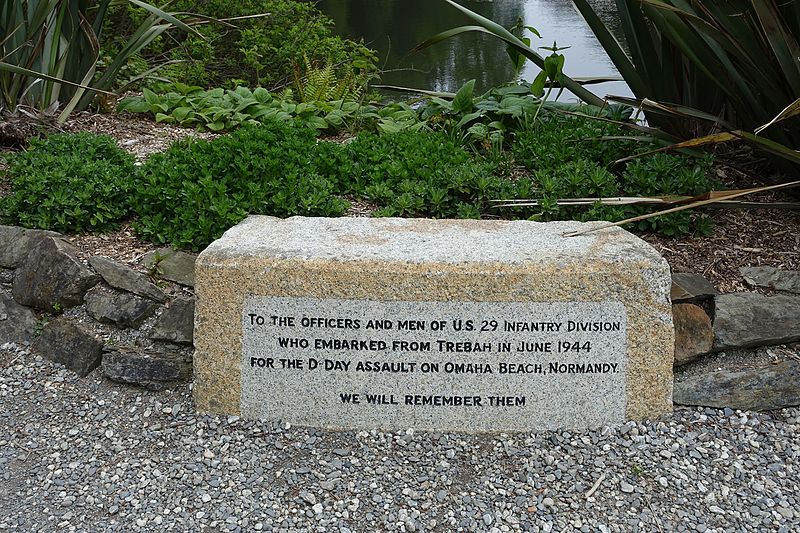 To the officers and men of U.S. 29 Infantry Division
who embarked from Trebah in June 1944
for the D-Day assault on Omaha Beach, Normandy.
We will remember them